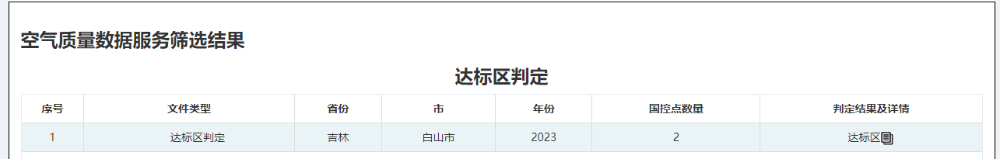 空气质量数据服务筛选结果
达标区判定
序号 文件类型 省份 市 年份 国控点数量 判定结果及详情
1 达标区判定 吉林 白山市 2023 2 达标区